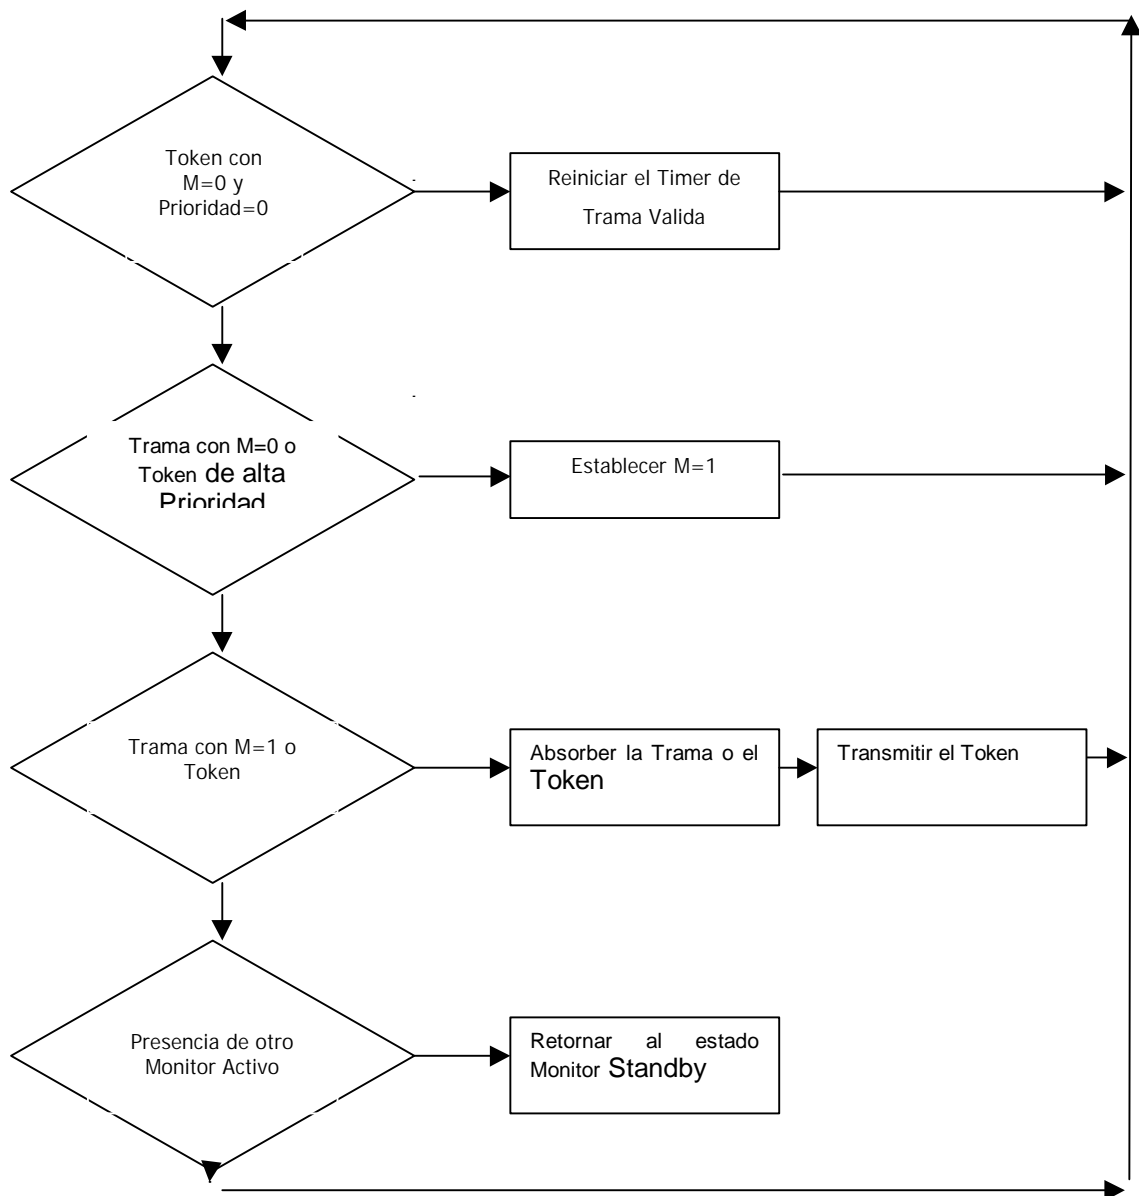 Token con
M=0 y
Prioridad=0
Reiniciar el Timer de
Trama Valida
Trama con M=0 o
Token de alta
Prioridad
Establecer M=1
Trama con M=1 o
Token
Absorber la Trama o el
Token
Transmitir el Token
Presencia de otro
Monitor Activo
Retornar al estado
Monitor Standby